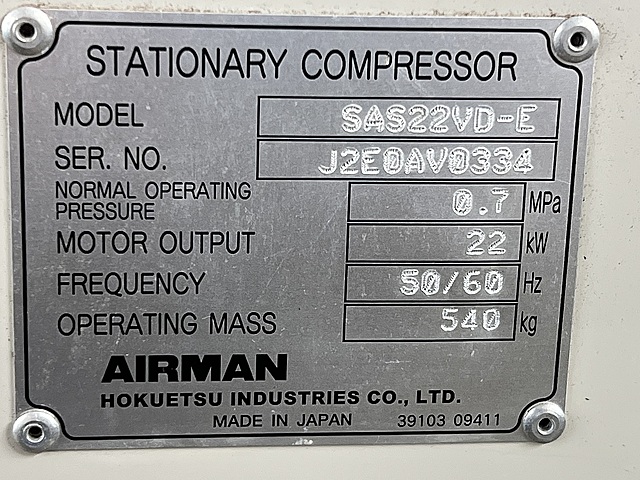 STATIONARY COMPRESSOR
MODEL SAS22VD-E
SER. NO. J2E0AV0334
NORMAL OPERATING
PRESSURE 0.7 MPa
MOTOR OUTPUT 22 kW
FREQUENCY 50/60 Hz
OPERATING MASS 540 kg
AIRMAN
HOKUETSU INDUSTRIES CO., LTD.
MADE IN JAPAN 39103 09411